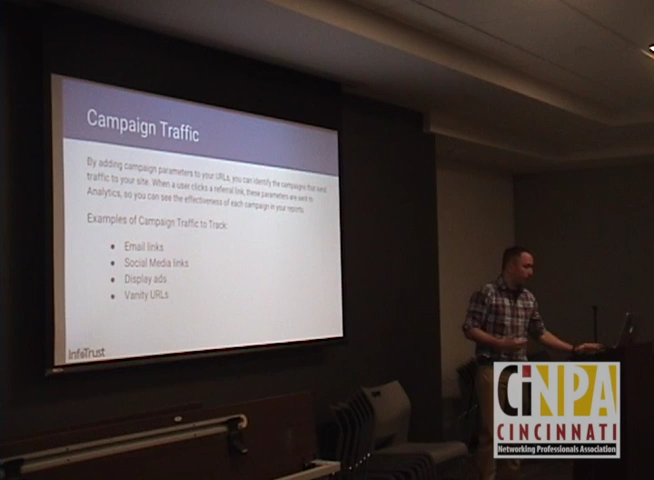 Campaign Traffic
By adding campaign parameters to your URLs, you can identify the campaigns that send
traffic to your site. When a user clicks a referral link, these parameters are sent to
Analytics, so you can see the effectiveness of each campaign in your reports.
Examples of Campaign Traffic to Track:
● Email links
● Social Media links
● Display ads
● Vanity URLs
InfoTrust
CiNPA
CINCINNATI
Networking Professionals Association